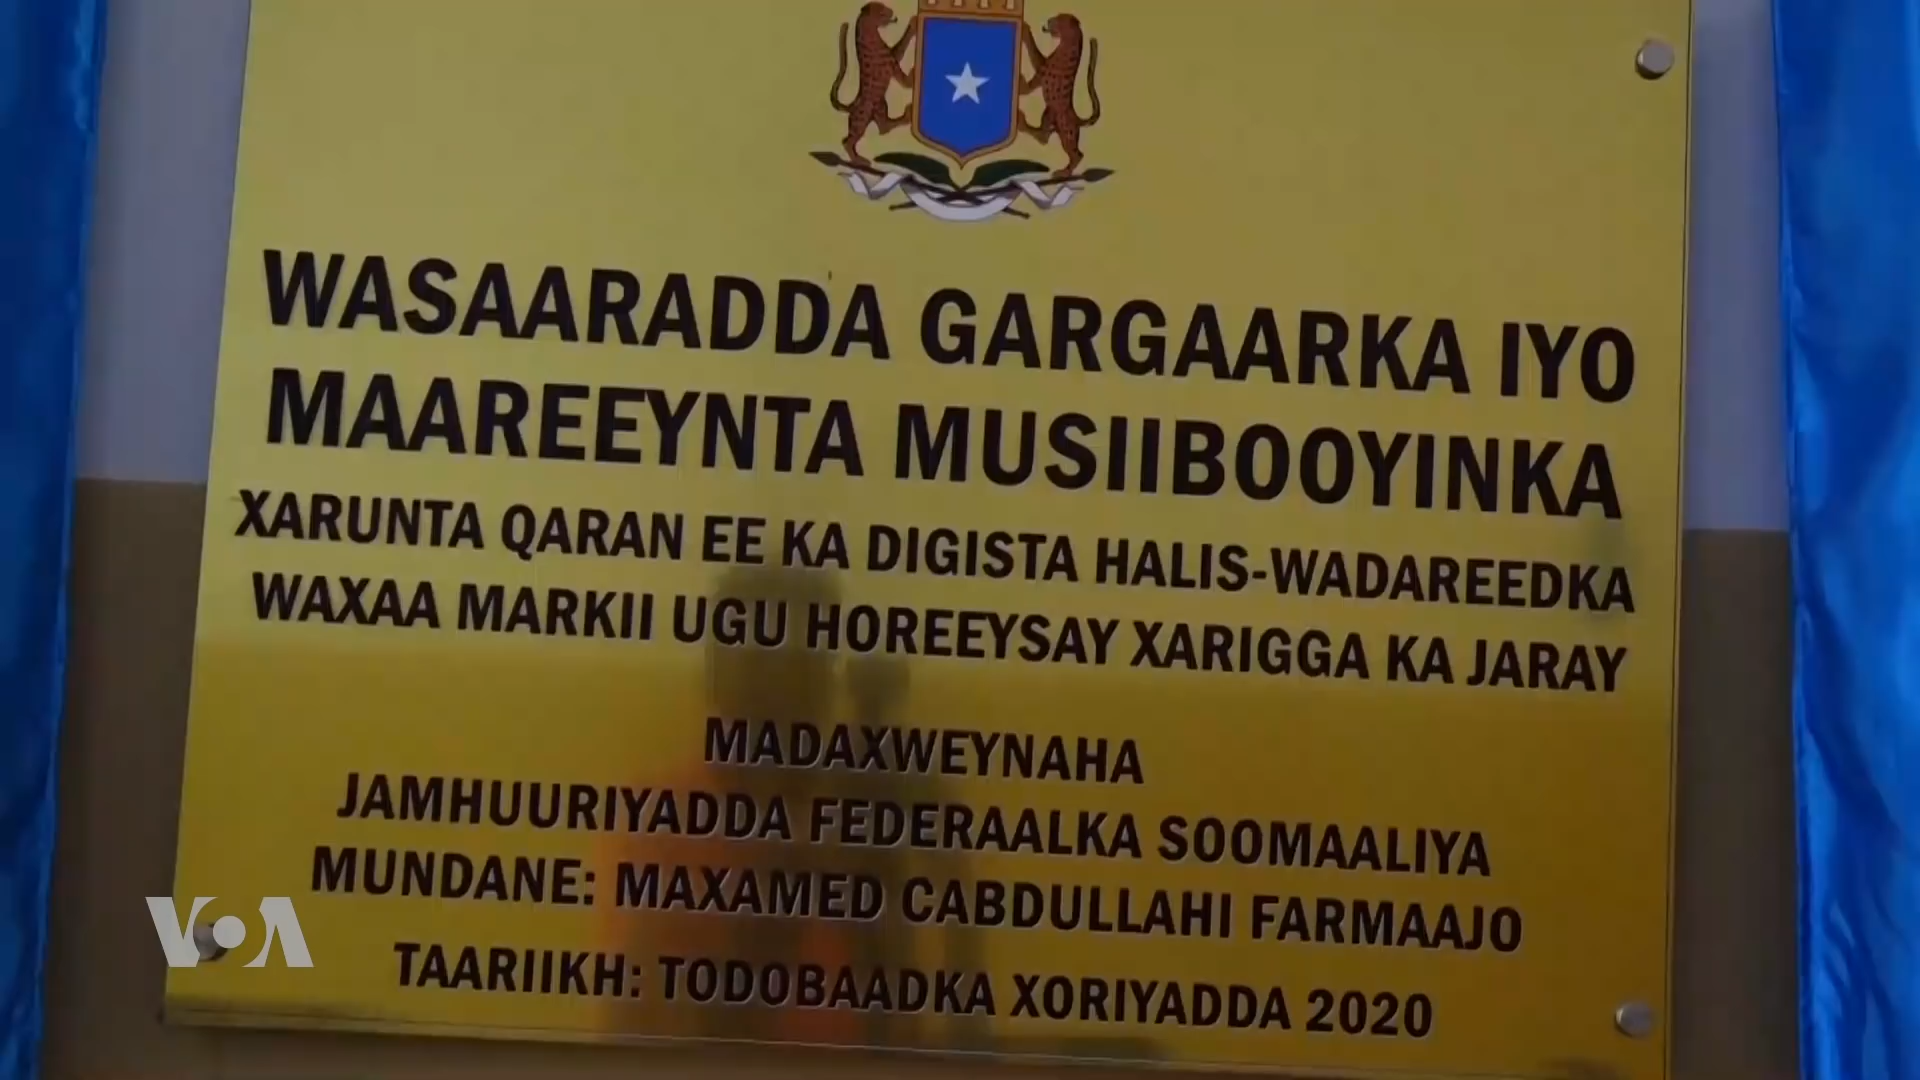 WASAARADDA GARGAARKA IYO
MAAREEYNTA MUSIIBOOYINKA
XARUNTA QARAN EE KA DIGISTA HALIS-WADAREEDKA
WAXAA MARKII UGU HOREEYSAY XARIGGA KA JARAY
MADAXWEYNAHA
JAMHUURIYADDA FEDERAALKA SOOMAALIYA
MUNDANE: MAXAMED CABDULLAHI FARMAAJO
TAARIIKH: TODOBAADKA XORIYADDA 2020
VOA